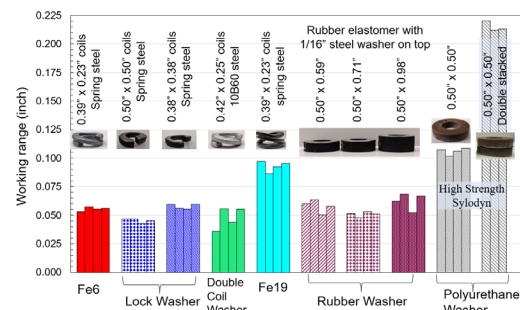 Working range (inch)
0.225
0.200
0.175
0.150
0.125
0.100
0.075
0.050
0.025
0.000
0.39" x 0.23" coils
Spring steel
0.50" x 0.50" coils
Spring steel
0.38" x 0.38" coils
Spring steel
0.42" x 0.25" coils
10B60 steel
0.39" x 0.23" coils
spring steel
Rubber elastomer with
1/16" steel washer on top
0.50" x 0.59"
0.50" x 0.71"
0.50" x 0.98"
0.50" x 0.50"
0.50" x 0.50"
Double stacked
High Strength
Sylodyn
Fe6
Lock Washer
Double
Coil
Washer
Fe19
Rubber Washer
Polyurethane
Washer